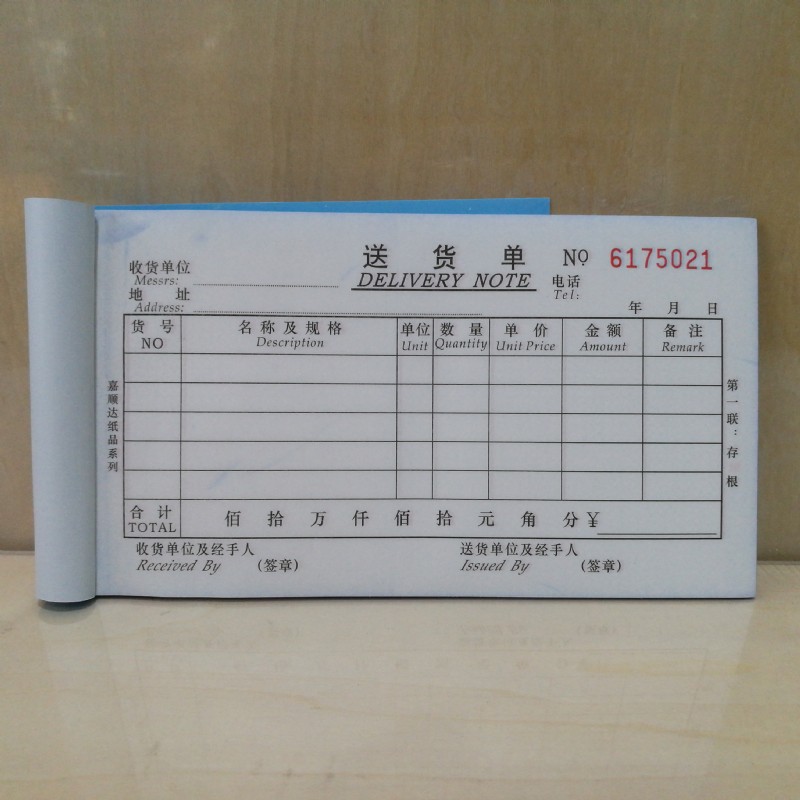 送货单 NO 6175021
DELIVERY NOTE
收货单位
Messrs:
电话
Tel:
地址
Address:
年 月 日
货号 名称及规格 单位 数量 单价 金额 备注
NO Description Unit Quantity Unit Price Amount Remark
嘉顺达纸品系列
第一联：存根
合计 佰 拾 万 仟 佰 拾 元 角 分 ¥
TOTAL
收货单位及经手人 送货单位及经手人
Received By (签章) Issued By (签章)